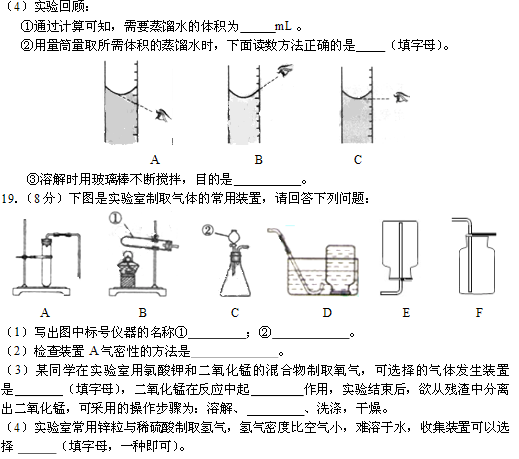 （4）实验回顾：
①通过计算可知，需要蒸馏水的体积为______mL 。
②用量筒量取所需体积的蒸馏水时，下面读数方法正确的是_____（填字母）。
A B C
③溶解时用玻璃棒不断搅拌，目的是___________。
19.（8分）下图是实验室制取气体的常用装置，请回答下列问题：
① ②
A B C D E F
（1）写出图中标号仪器的名称①__________；②_____________。
（2）检查装置 A 气密性的方法是_______________。
（3）某同学在实验室用氯酸钾和二氧化锰的混合物制取氧气，可选择的气体发生装置
是________（填字母），二氧化锰在反应中起_________作用，实验结束后，欲从残渣中分离
出二氧化锰，可采用的操作步骤为：溶解、__________、洗涤，干燥。
（4）实验室常用锌粒与稀硫酸制取氢气，氢气密度比空气小，难溶于水，收集装置可以选
择 ______（填字母，一种即可）。